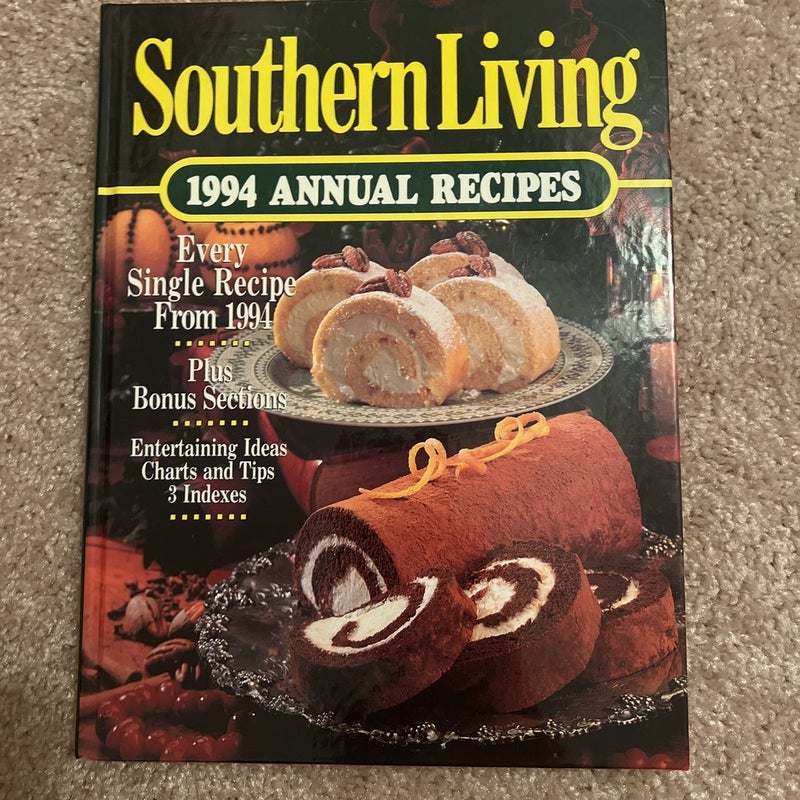 Southern Living
1994 ANNUAL RECIPES
Every
Single Recipe
From 1994
Plus
Bonus Sections
Entertaining Ideas
Charts and Tips
3 Indexes